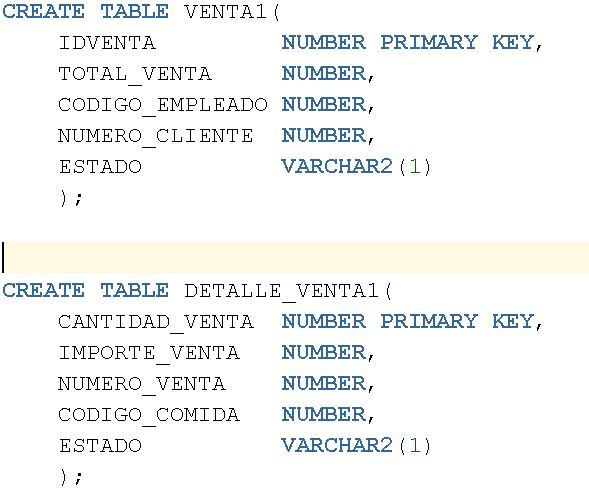 CREATE TABLE VENTA1(
IDVENTA NUMBER PRIMARY KEY,
TOTAL_VENTA NUMBER,
CODIGO_EMPLEADO NUMBER,
NUMERO_CLIENTE NUMBER,
ESTADO VARCHAR2(1)
);
CREATE TABLE DETALLE_VENTA1(
CANTIDAD_VENTA NUMBER PRIMARY KEY,
IMPORTE_VENTA NUMBER,
NUMERO_VENTA NUMBER,
CODIGO_COMIDA NUMBER,
ESTADO VARCHAR2(1)
);